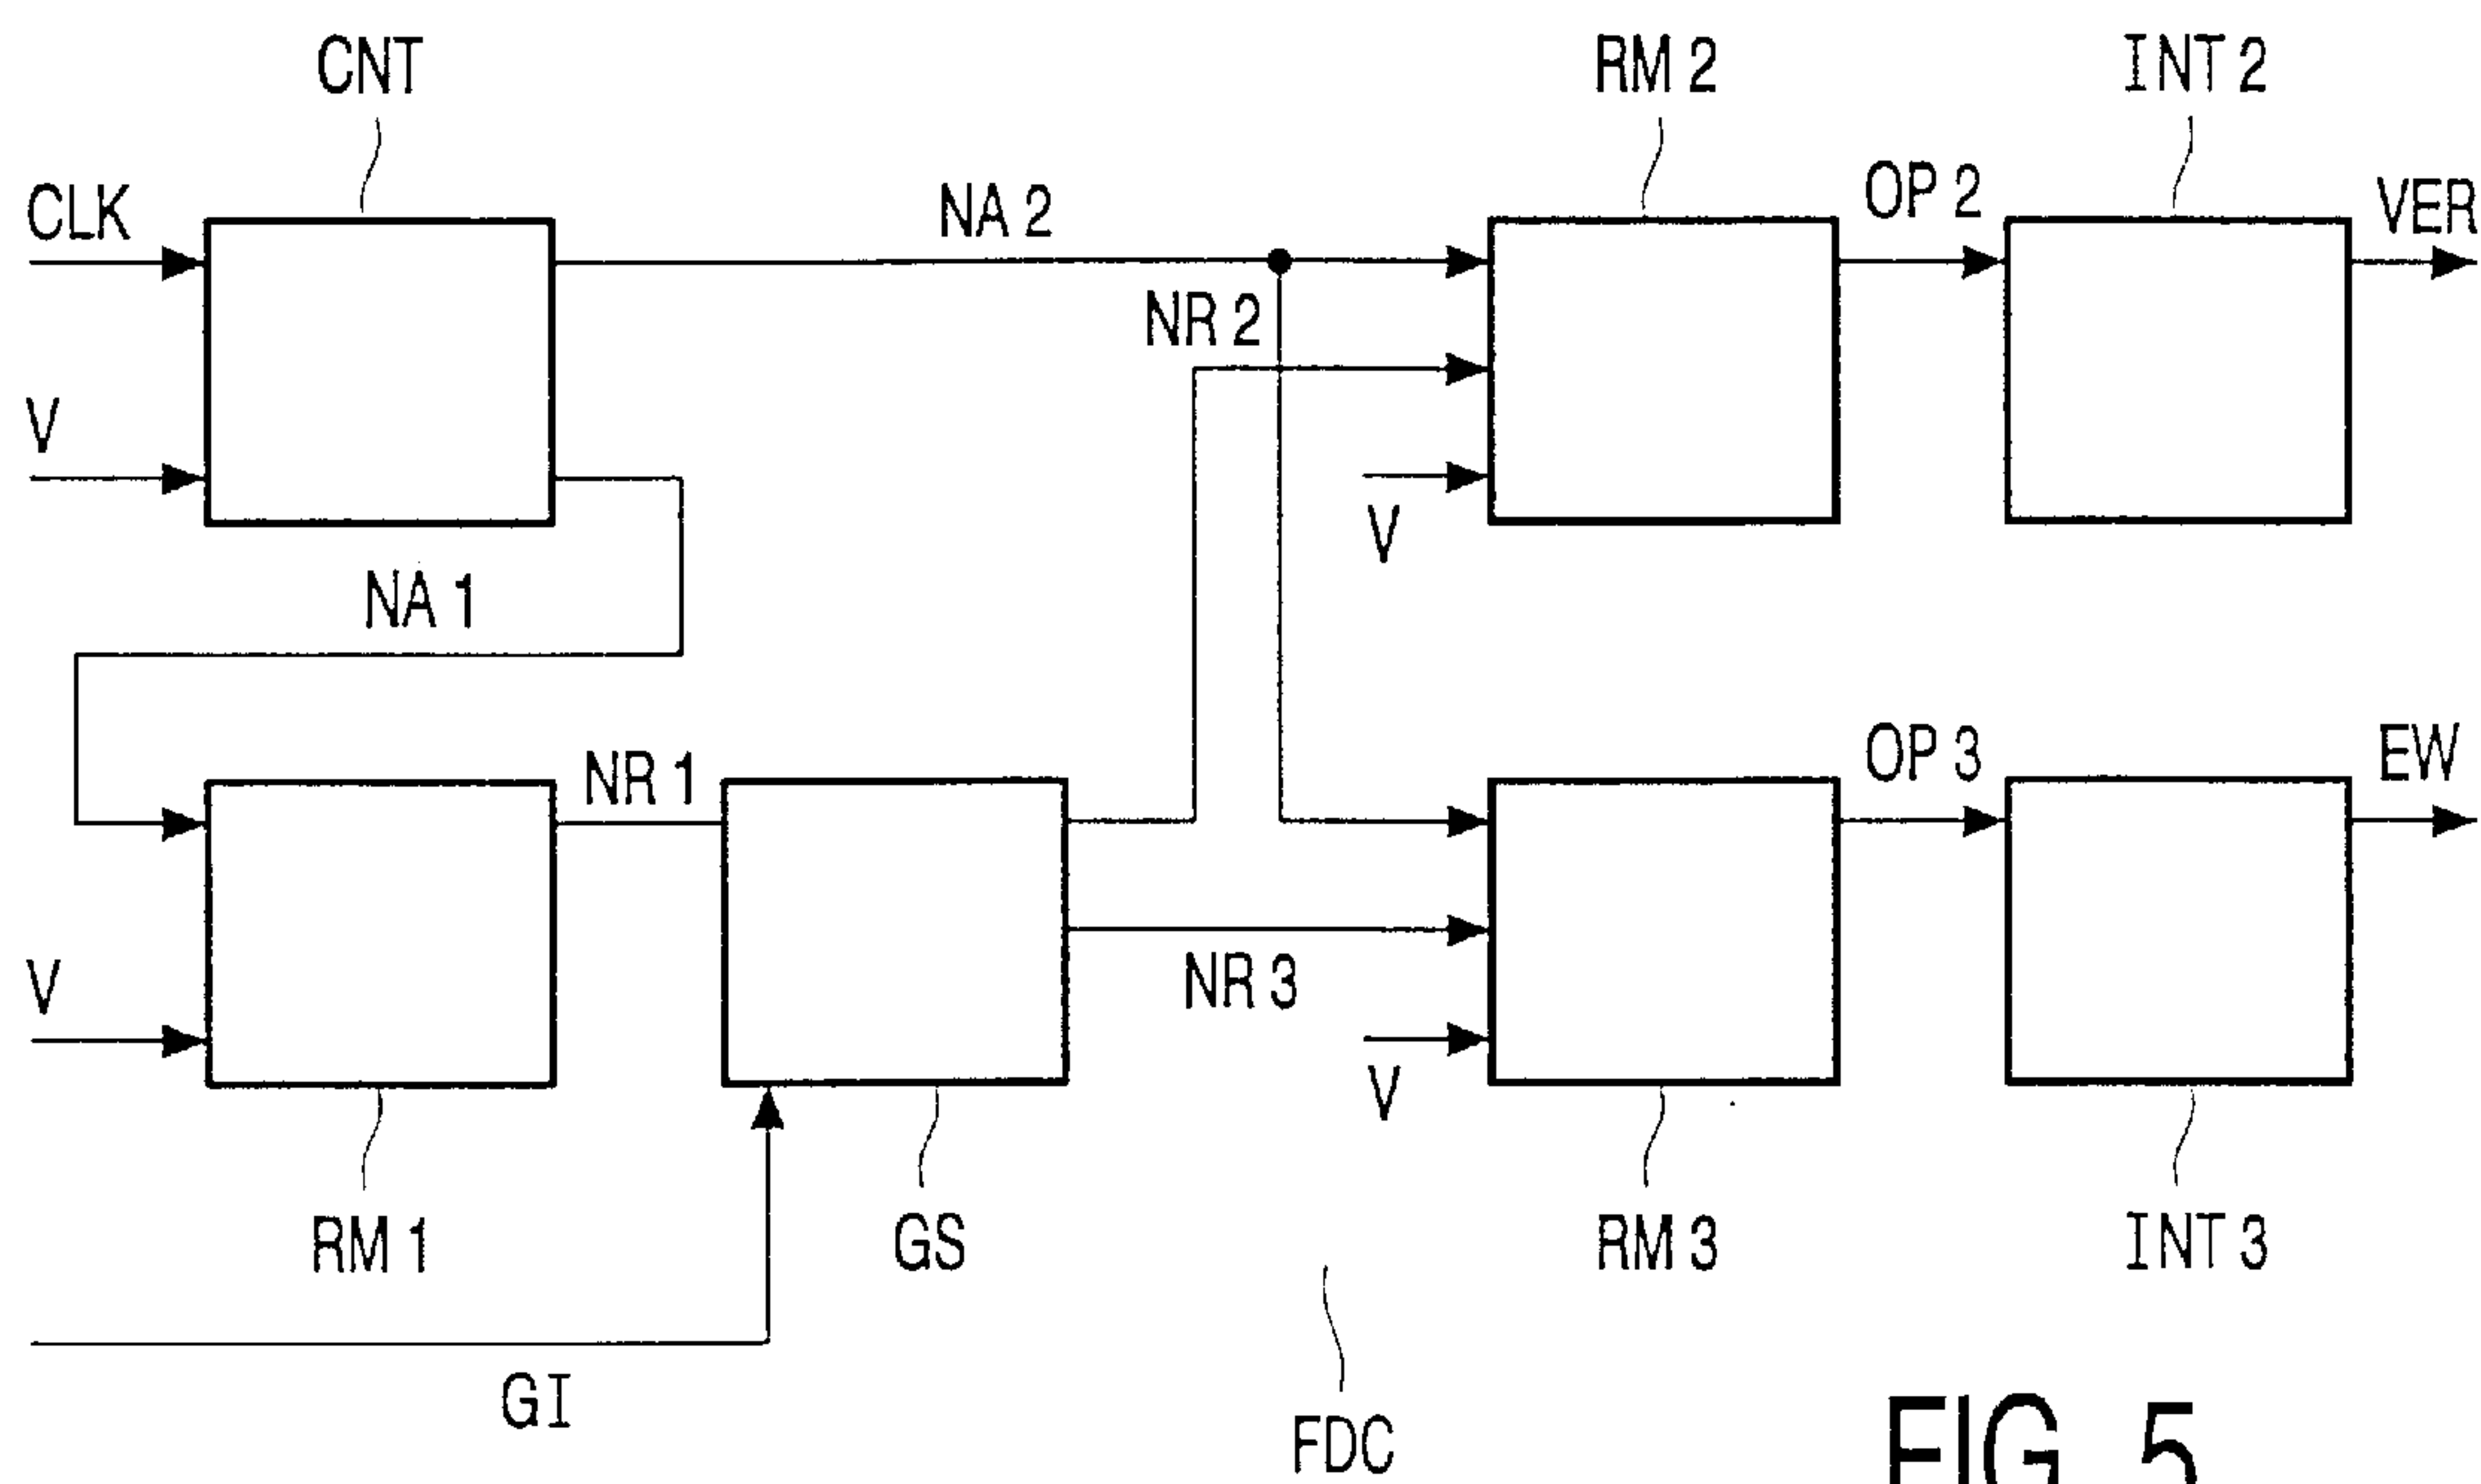 CNT
RM 2
INT 2
CLK
NA 2
OP 2
VER
NR 2
V
V
NA 1
NR 1
OP 3
EW
V
NR 3
V
RM 1
GS
RM 3
INT 3
GI
FDC
FIG. 5